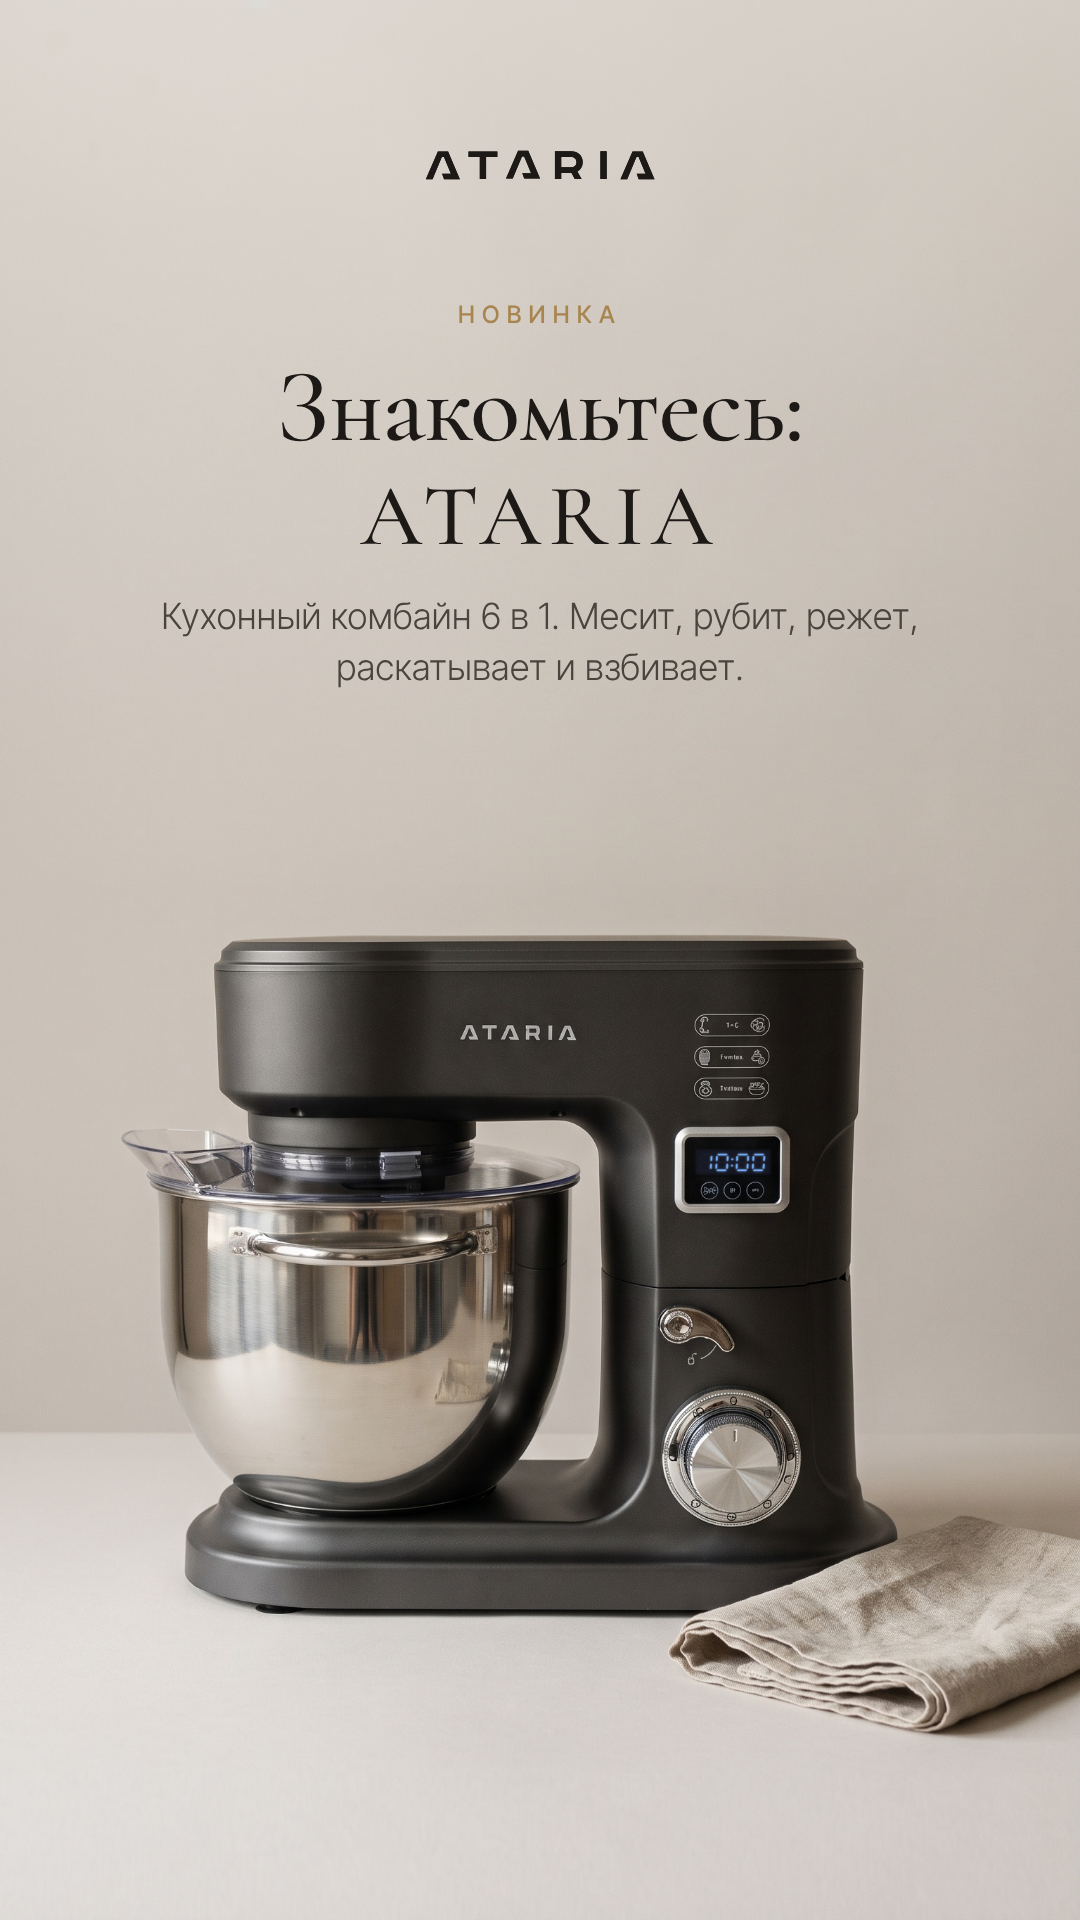 ATARIA
НОВИНКА
Знакомьтесь:
ATARIA
Кухонный комбайн 6 в 1. Месит, рубит, режет,
раскатывает и взбивает.
ATARIA
10:00